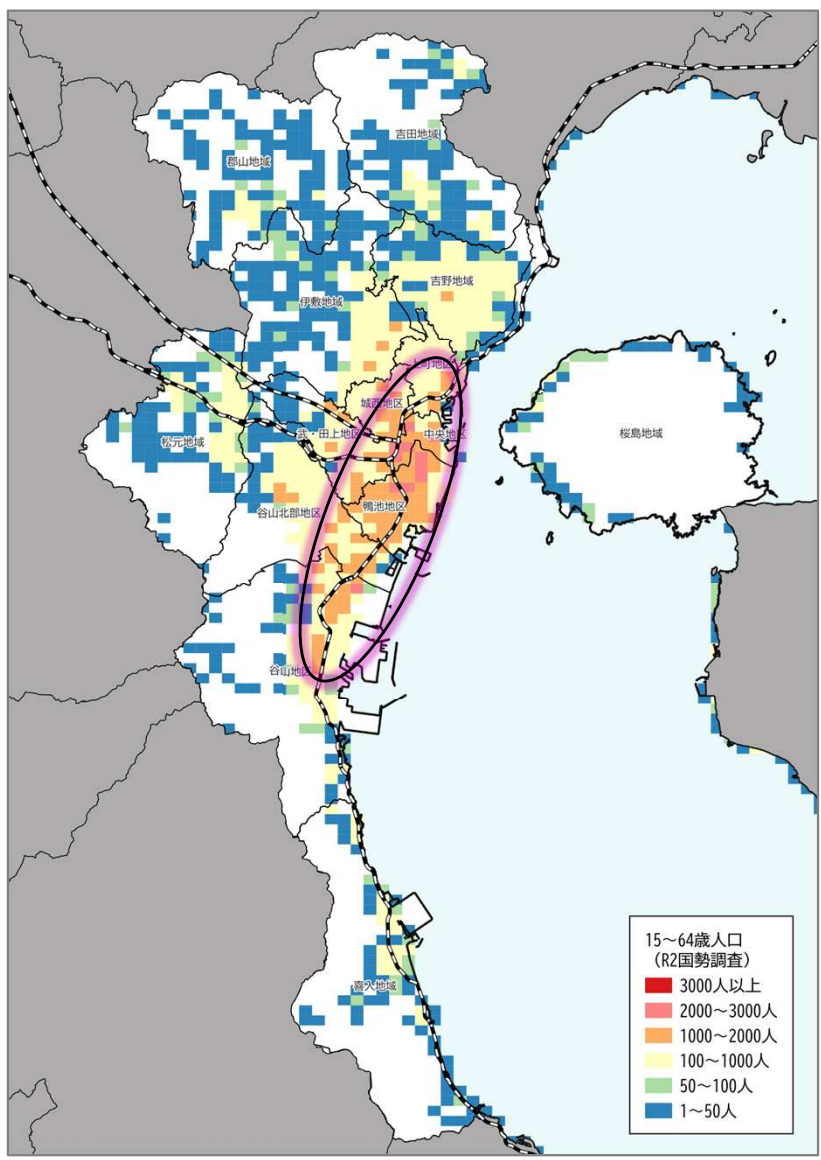 吉田地域
郡山地域
吉野地域
伊敷地域
上町地区
城西地区
武・田上地区
中央地区
松元地域
桜島地域
鴨池地区
谷山北部地区
谷山地区
喜入地域
15~64歳人口
(R2国勢調査)
3000人以上
2000~3000人
1000~2000人
100~1000人
50~100人
1~50人